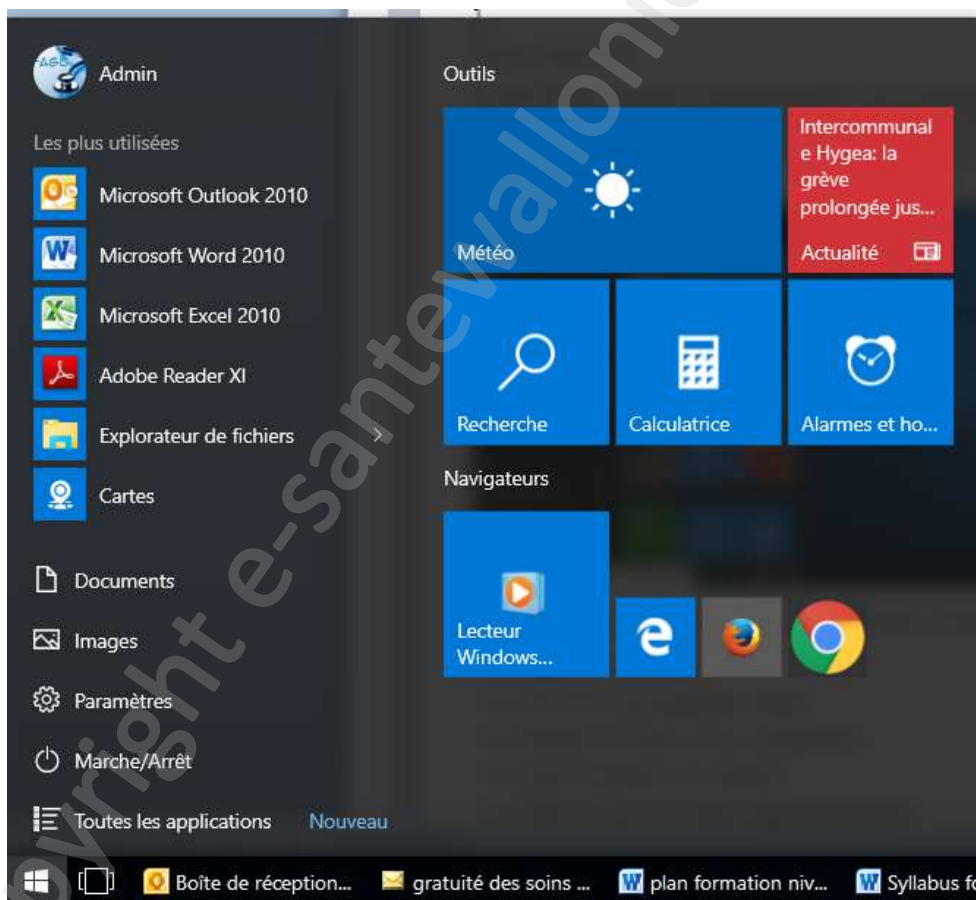 Admin
Les plus utilisées
Microsoft Outlook 2010
Microsoft Word 2010
Microsoft Excel 2010
Adobe Reader XI
Explorateur de fichiers
Cartes
Documents
Images
Paramètres
Marche/Arrêt
Toutes les applications Nouveau
Outils
Météo
Intercommunal
e Hygea: la
grève
prolongée jus...
Actualité
Recherche
Calculatrice
Alarmes et ho...
Navigateurs
Lecteur
Windows...
Boîte de réception...
gratuité des soins ...
plan formation niv...
Syllabus fo
pyright e-santewallonie